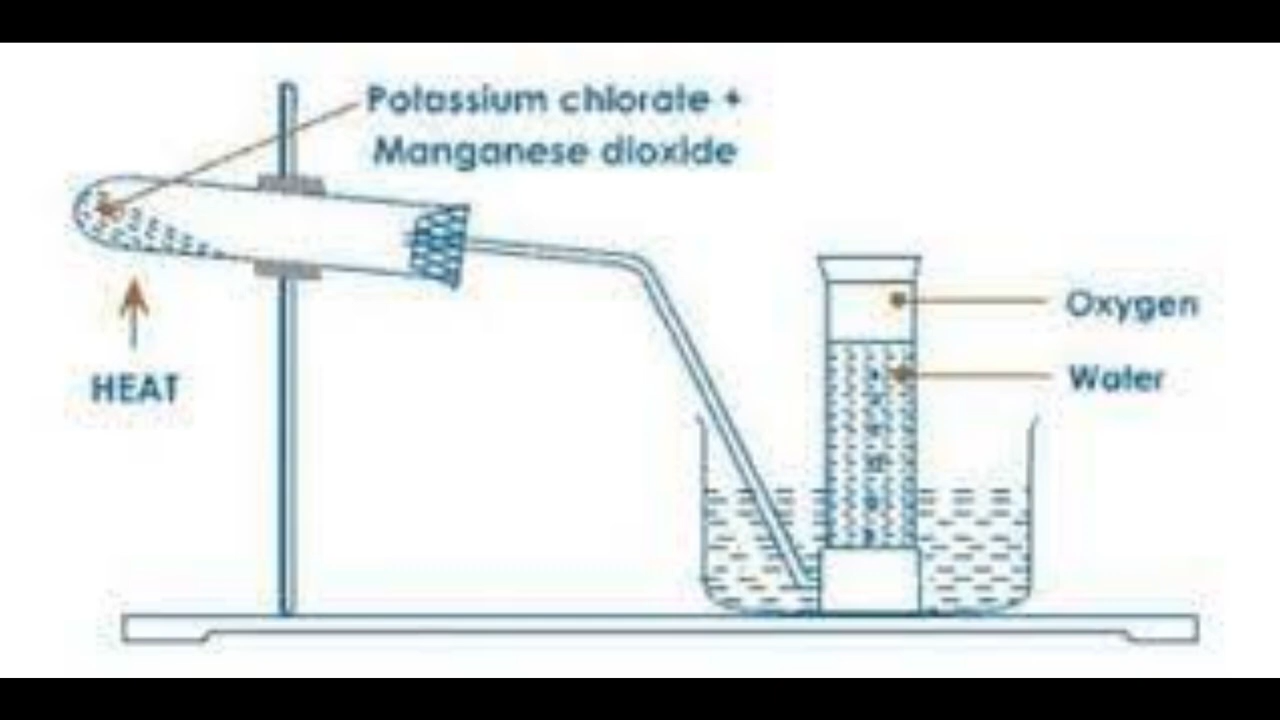 Potassium chlorate +
Manganese dioxide
HEAT
Oxygen
Water